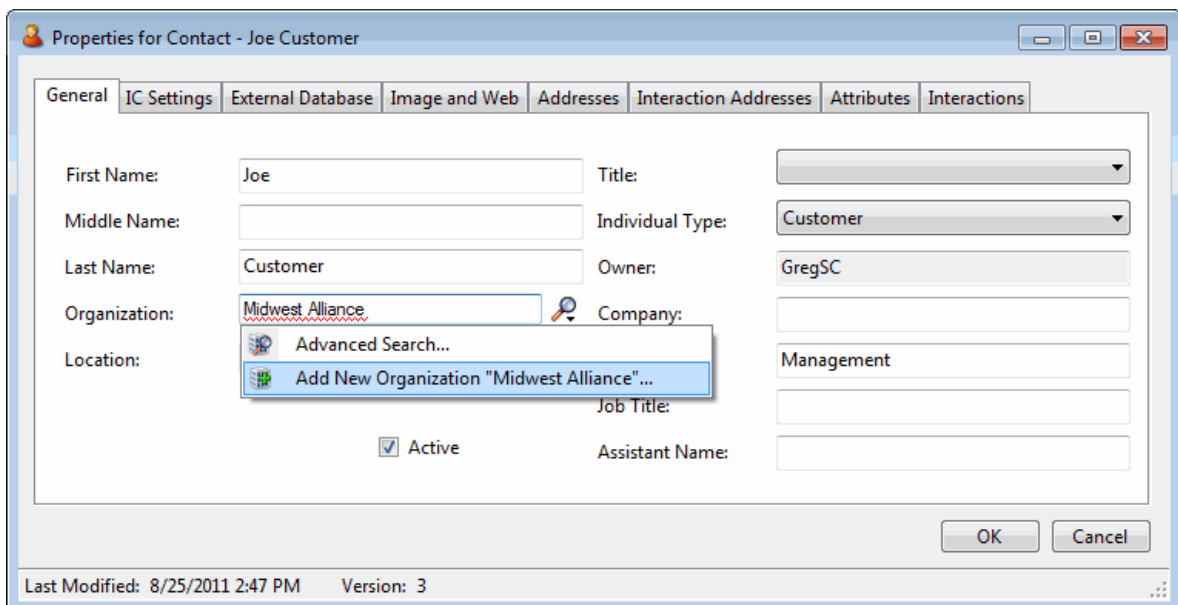 Properties for Contact - Joe Customer
General IC Settings External Database Image and Web Addresses Interaction Addresses Attributes Interactions
First Name: Joe Title:
Middle Name: Individual Type: Customer
Last Name: Customer Owner: GregSC
Organization: Midwest Alliance Company:
Advanced Search...
Location: Management
Add New Organization "Midwest Alliance"...
Job Title:
Active Assistant Name:
OK Cancel
Last Modified: 8/25/2011 2:47 PM Version: 3